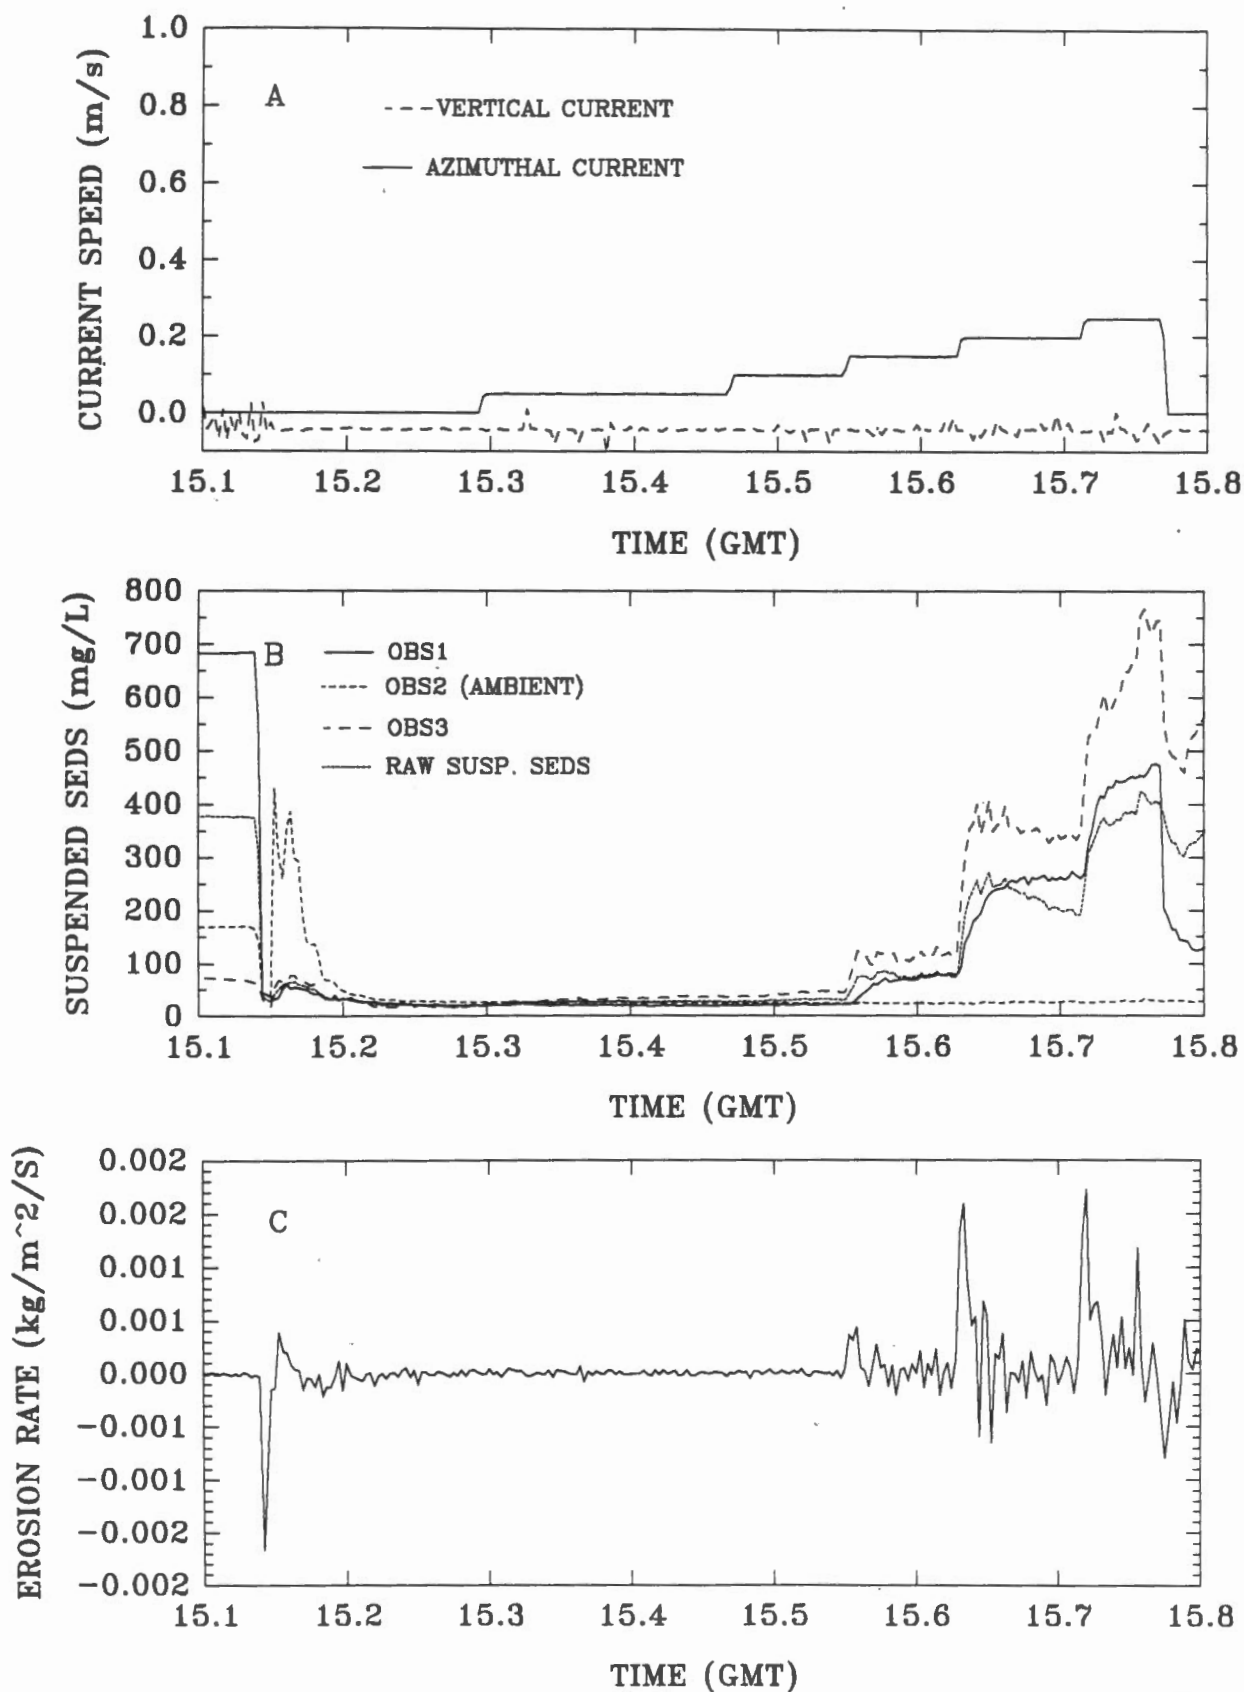 CURRENT SPEED (m/s)
1.0
0.8
0.6
0.4
0.2
0.0
A
VERTICAL CURRENT
AZIMUTHAL CURRENT
15.1 15.2 15.3 15.4 15.5 15.6 15.7 15.8
TIME (GMT)
SUSPENDED SEDS (mg/L)
800
700
600
500
400
300
200
100
0
B
OBS1
OBS2 (AMBIENT)
OBS3
RAW SUSP. SEDS
15.1 15.2 15.3 15.4 15.5 15.6 15.7 15.8
TIME (GMT)
EROSION RATE (kg/m^2/S)
0.002
0.002
0.001
0.001
0.000
−0.001
−0.001
−0.002
−0.002
C
15.1 15.2 15.3 15.4 15.5 15.6 15.7 15.8
TIME (GMT)